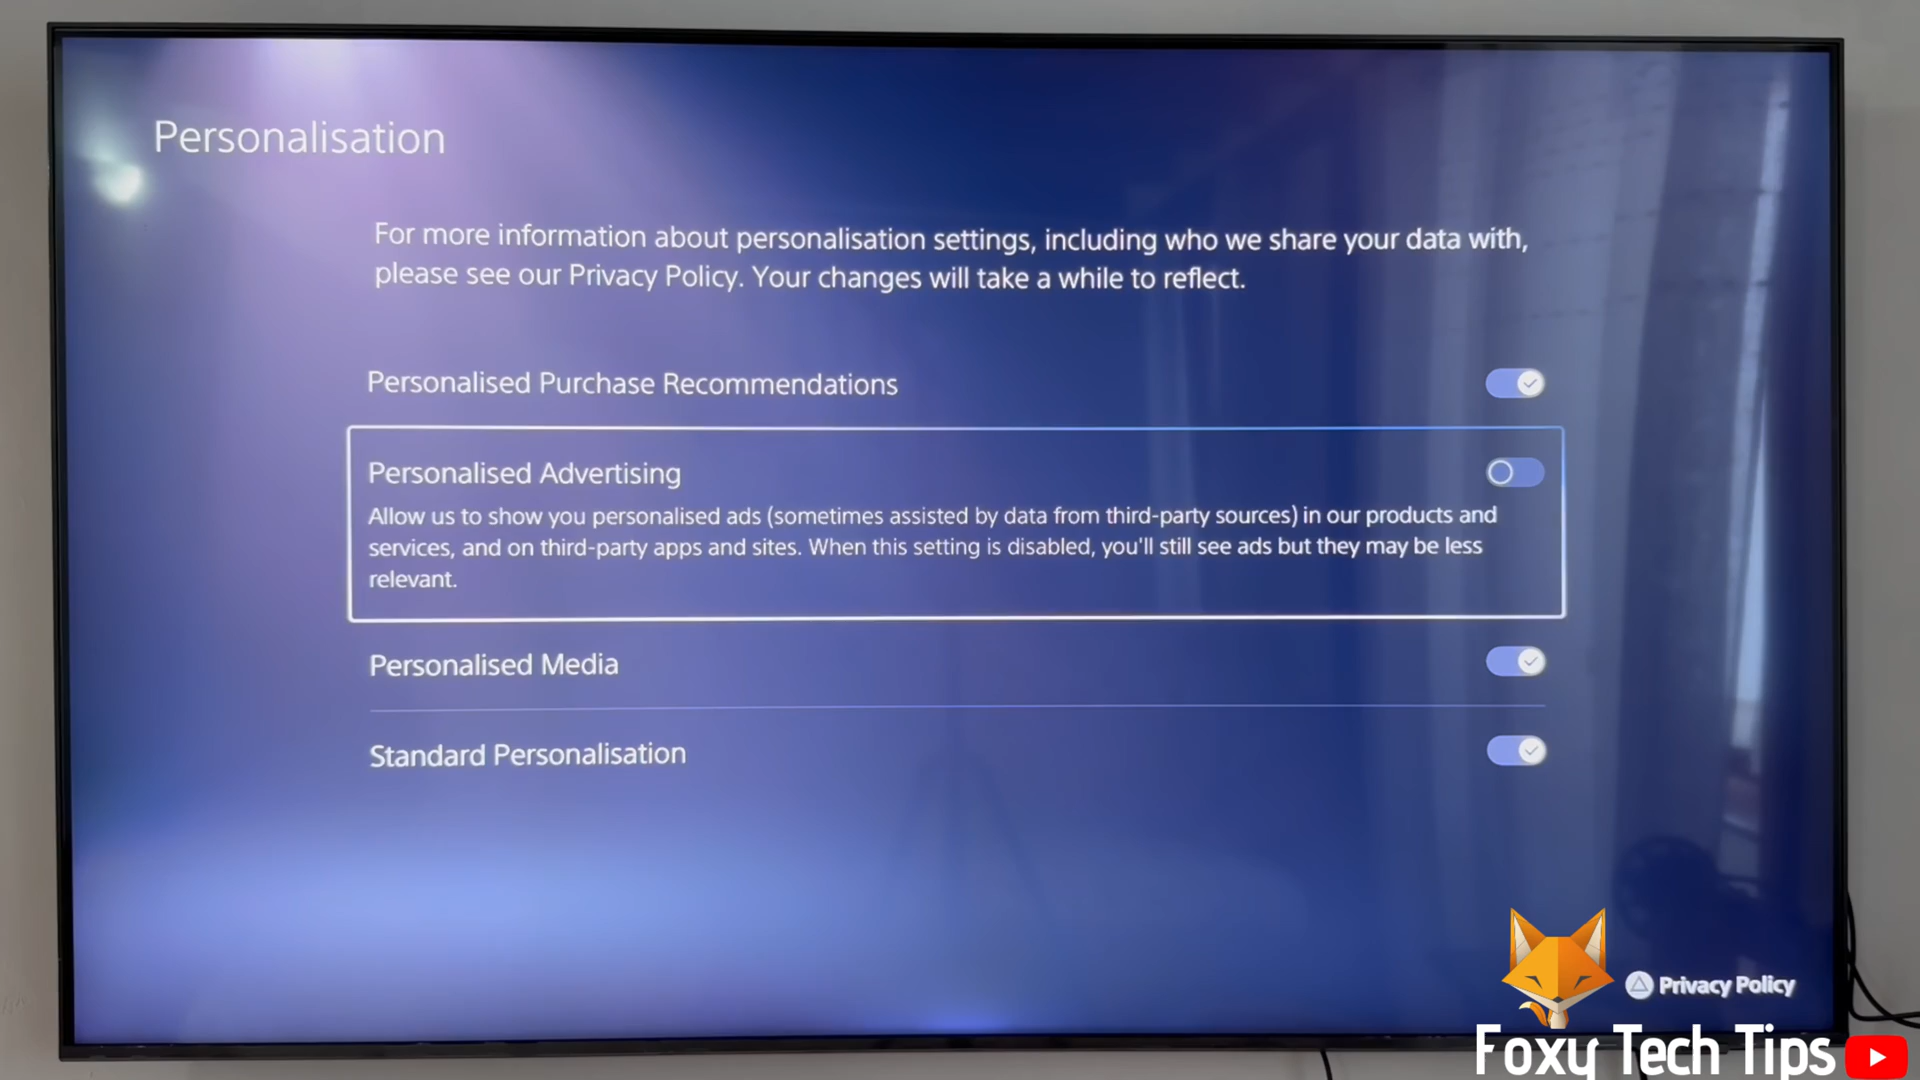 Personalisation
For more information about personalisation settings, including who we share your data with,
please see our Privacy Policy. Your changes will take a while to reflect.
Personalised Purchase Recommendations
Personalised Advertising
Allow us to show you personalised ads (sometimes assisted by data from third-party sources) in our products and
services, and on third-party apps and sites. When this setting is disabled, you'll still see ads but they may be less
relevant.
Personalised Media
Standard Personalisation
Privacy Policy
Foxy Tech Tips